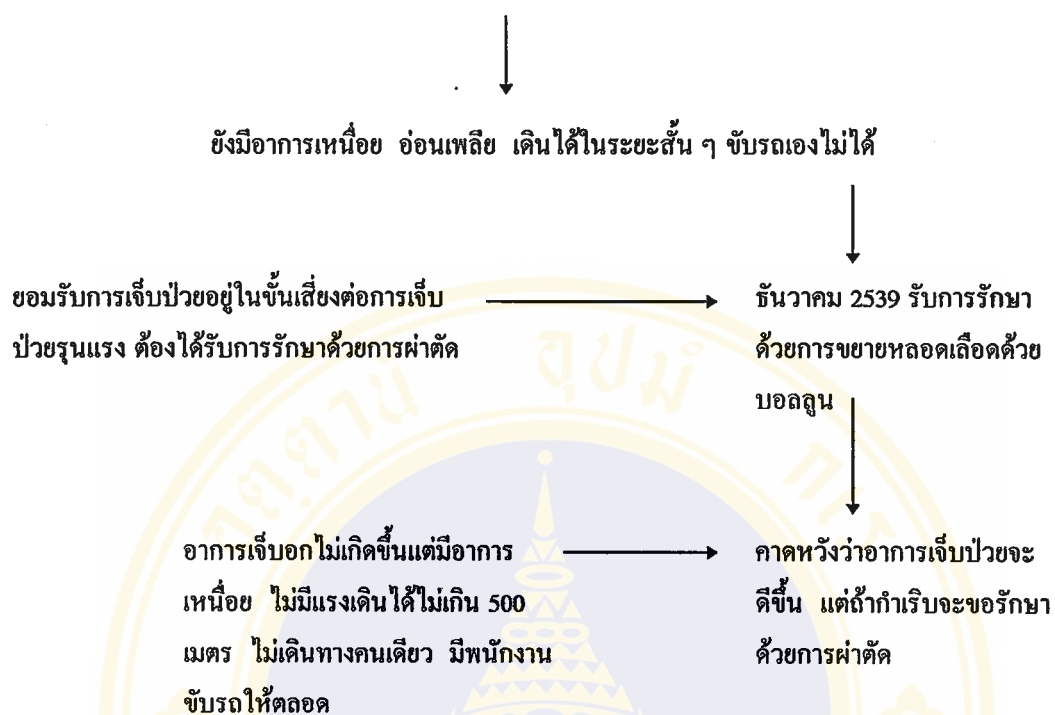 ยังมีอาการเหนื่อย อ่อนเพลีย เดินได้ในระยะสั้น ๆ ขับรถเองไม่ได้
ยอมรับการเจ็บป่วยอยู่ในขั้นเสี่ยงต่อการเจ็บ
ป่วยรุนแรง ต้องได้รับการรักษาด้วยการผ่าตัด
ธันวาคม 2539 รับการรักษา
ด้วยการขยายหลอดเลือดด้วย
บอลลูน
อาการเจ็บอกไม่เกิดขึ้นแต่มีอาการ
เหนื่อย ไม่มีแรงเดินได้ไม่เกิน 500
เมตร ไม่เดินทางคนเดียว มีพนักงาน
ขับรถให้ตลอด
คาดหวังว่าอาการเจ็บป่วยจะ
ดีขึ้น แต่ถ้ากำเริบจะขอรักษา
ด้วยการผ่าตัด
อุปมํ